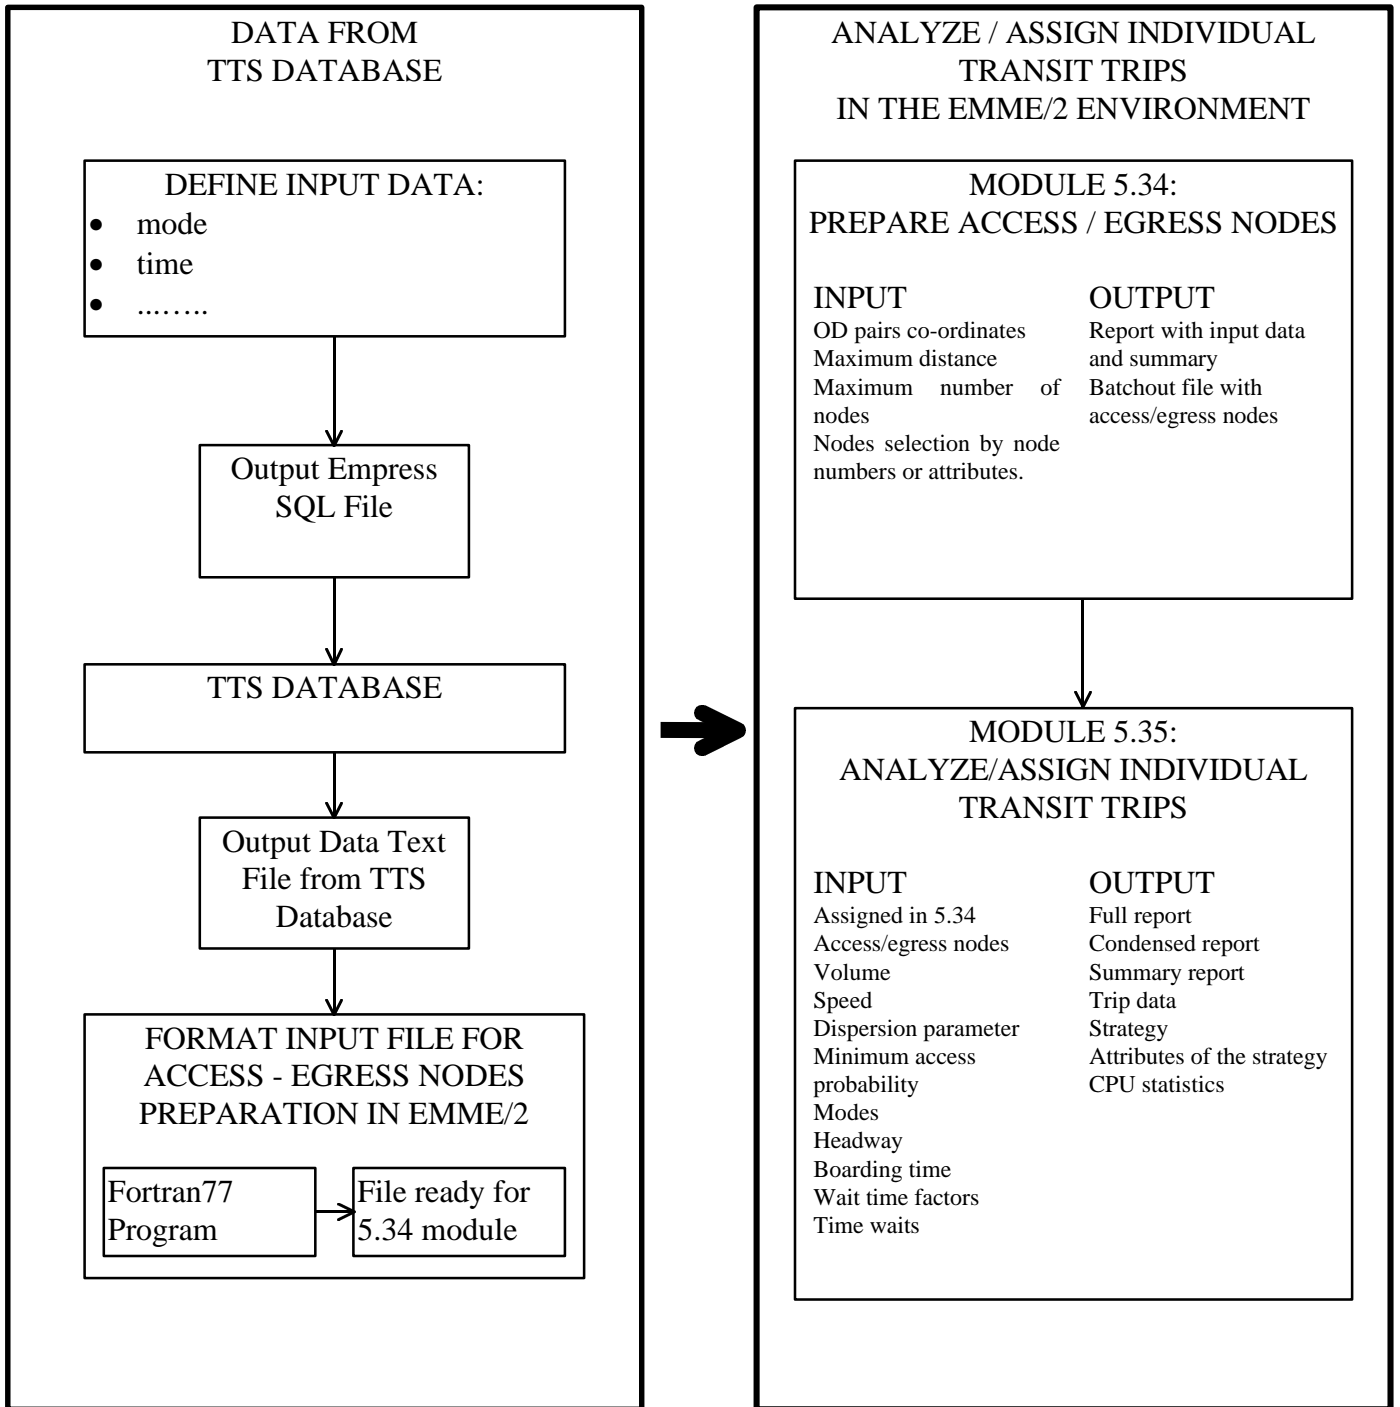 DATA FROM
TTS DATABASE
DEFINE INPUT DATA:
• mode
• time
• ...…..
Output Empress
SQL File
TTS DATABASE
Output Data Text
File from TTS
Database
FORMAT INPUT FILE FOR
ACCESS - EGRESS NODES
PREPARATION IN EMME/2
Fortran77
Program
File ready for
5.34 module
ANALYZE / ASSIGN INDIVIDUAL
TRANSIT TRIPS
IN THE EMME/2 ENVIRONMENT
MODULE 5.34:
PREPARE ACCESS / EGRESS NODES
INPUT
OD pairs co-ordinates
Maximum distance
Maximum number of
nodes
Nodes selection by node
numbers or attributes.
OUTPUT
Report with input data
and summary
Batchout file with
access/egress nodes
MODULE 5.35:
ANALYZE/ASSIGN INDIVIDUAL
TRANSIT TRIPS
INPUT
Assigned in 5.34
Access/egress nodes
Volume
Speed
Dispersion parameter
Minimum access
probability
Modes
Headway
Boarding time
Wait time factors
Time waits
OUTPUT
Full report
Condensed report
Summary report
Trip data
Strategy
Attributes of the strategy
CPU statistics